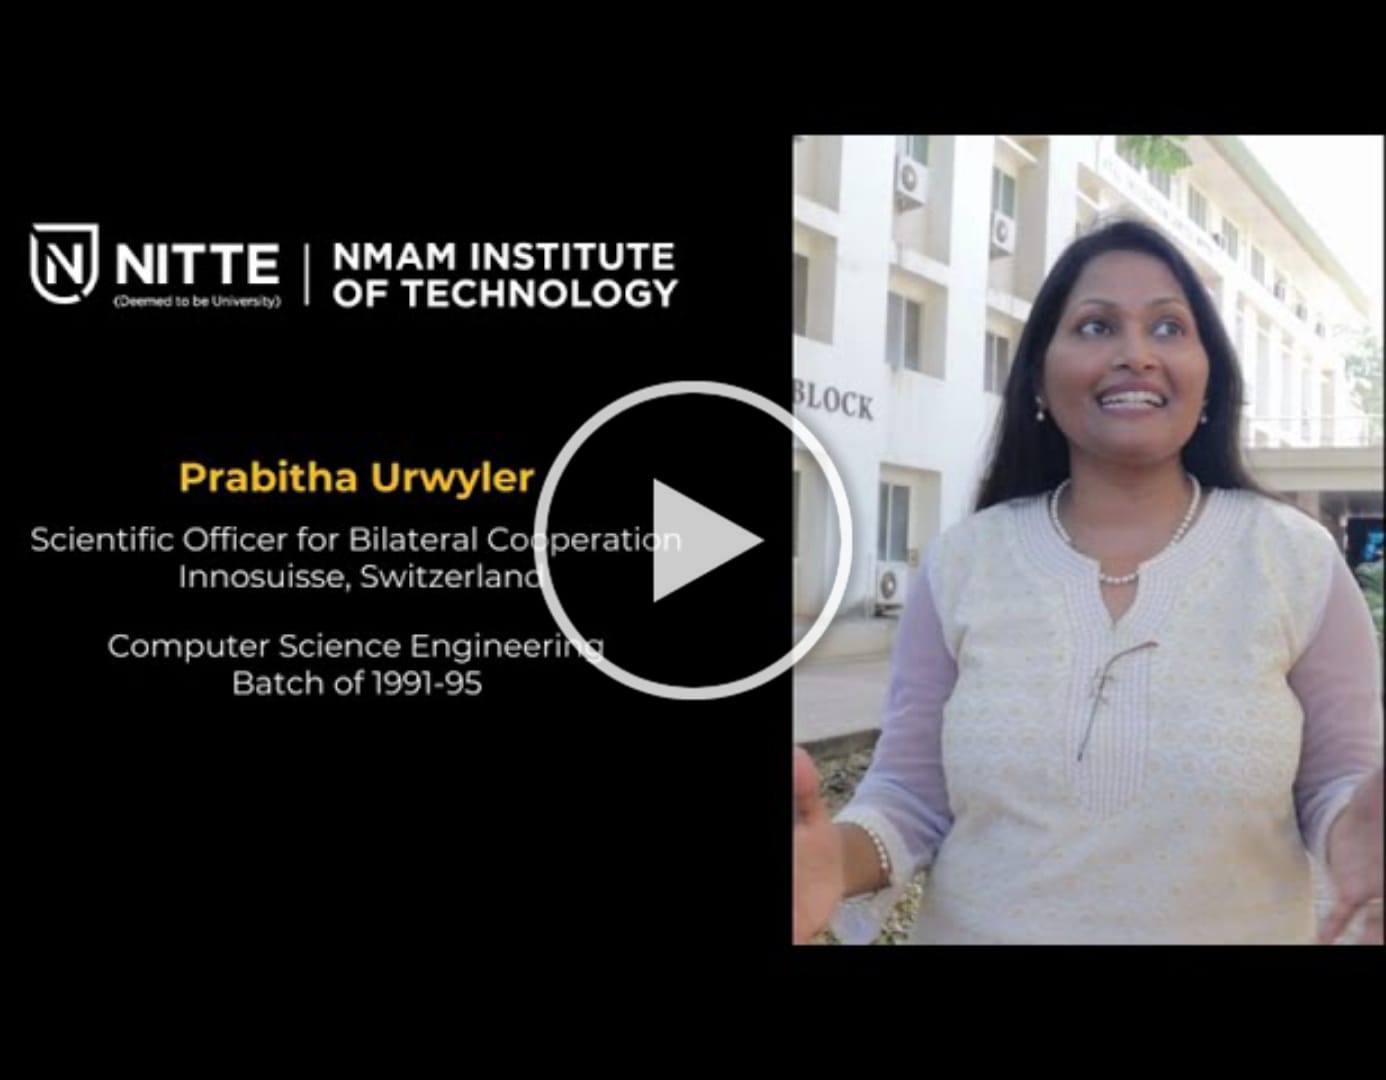 N NITTE
(Deemed to be University)
NMAM INSTITUTE
OF TECHNOLOGY
Prabitha Urwyler
Scientific Officer for Bilateral Cooperation
Innosuisse, Switzerland
Computer Science Engineering
Batch of 1991-95
BLOCK